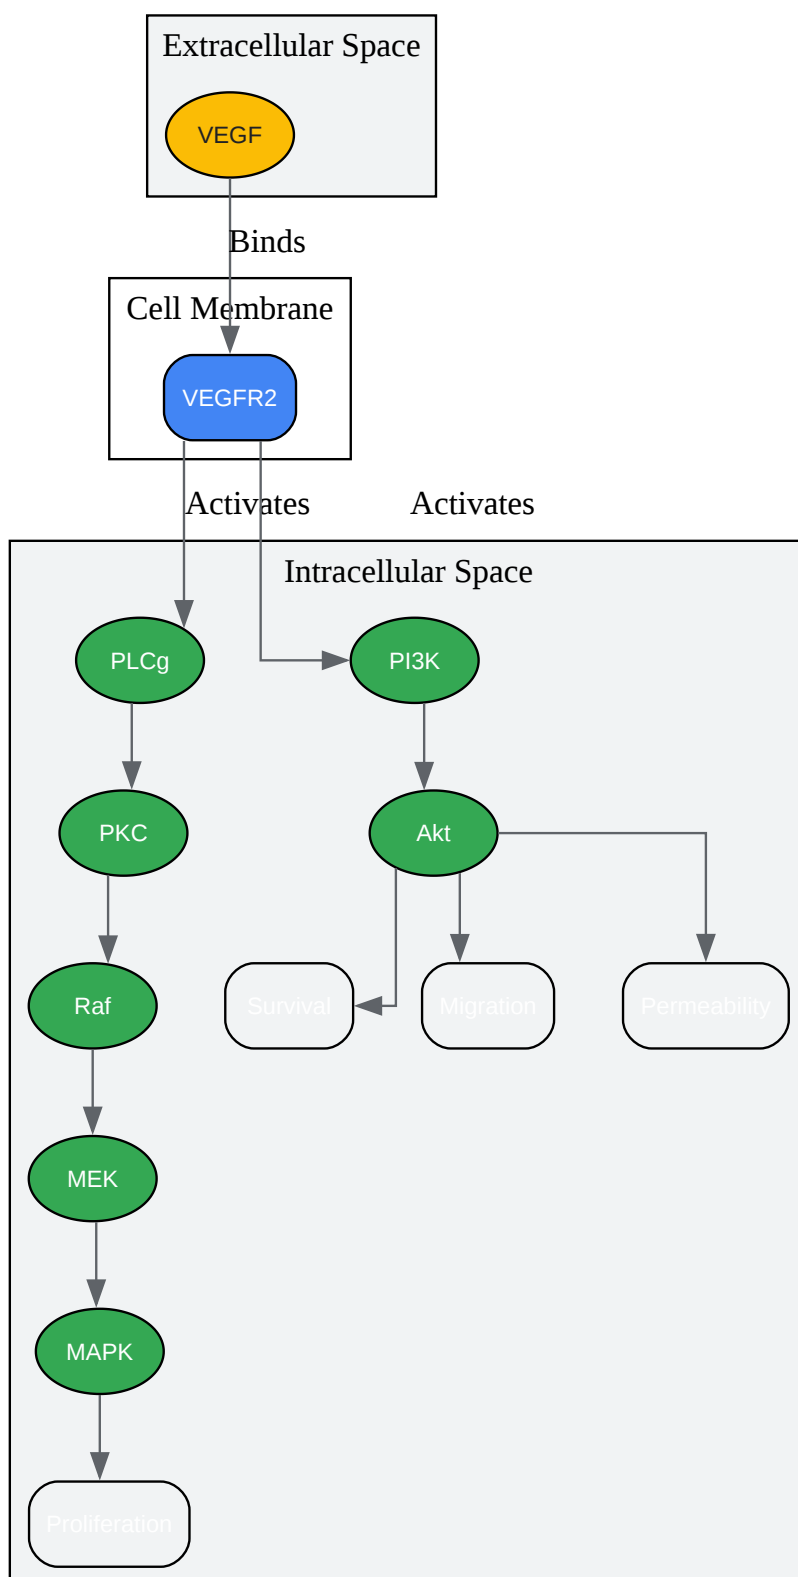 Extracellular Space
VEGF
Binds
Cell Membrane
VEGFR2
Activates
Activates
Intracellular Space
PLCg
PI3K
PKC
Akt
Raf
Survival
Migration
Permeability
MEK
MAPK
Proliferation